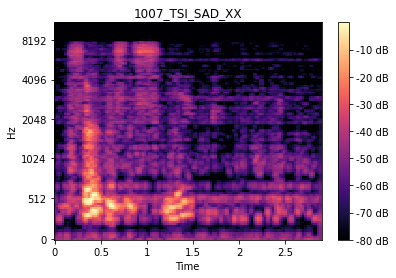 1007_TSI_SAD_XX
8192
4096
2048
1024
512
0
Hz
0
0.5
1
1.5
2
2.5
Time
-10 dB
-20 dB
-30 dB
-40 dB
-50 dB
-60 dB
-70 dB
-80 dB